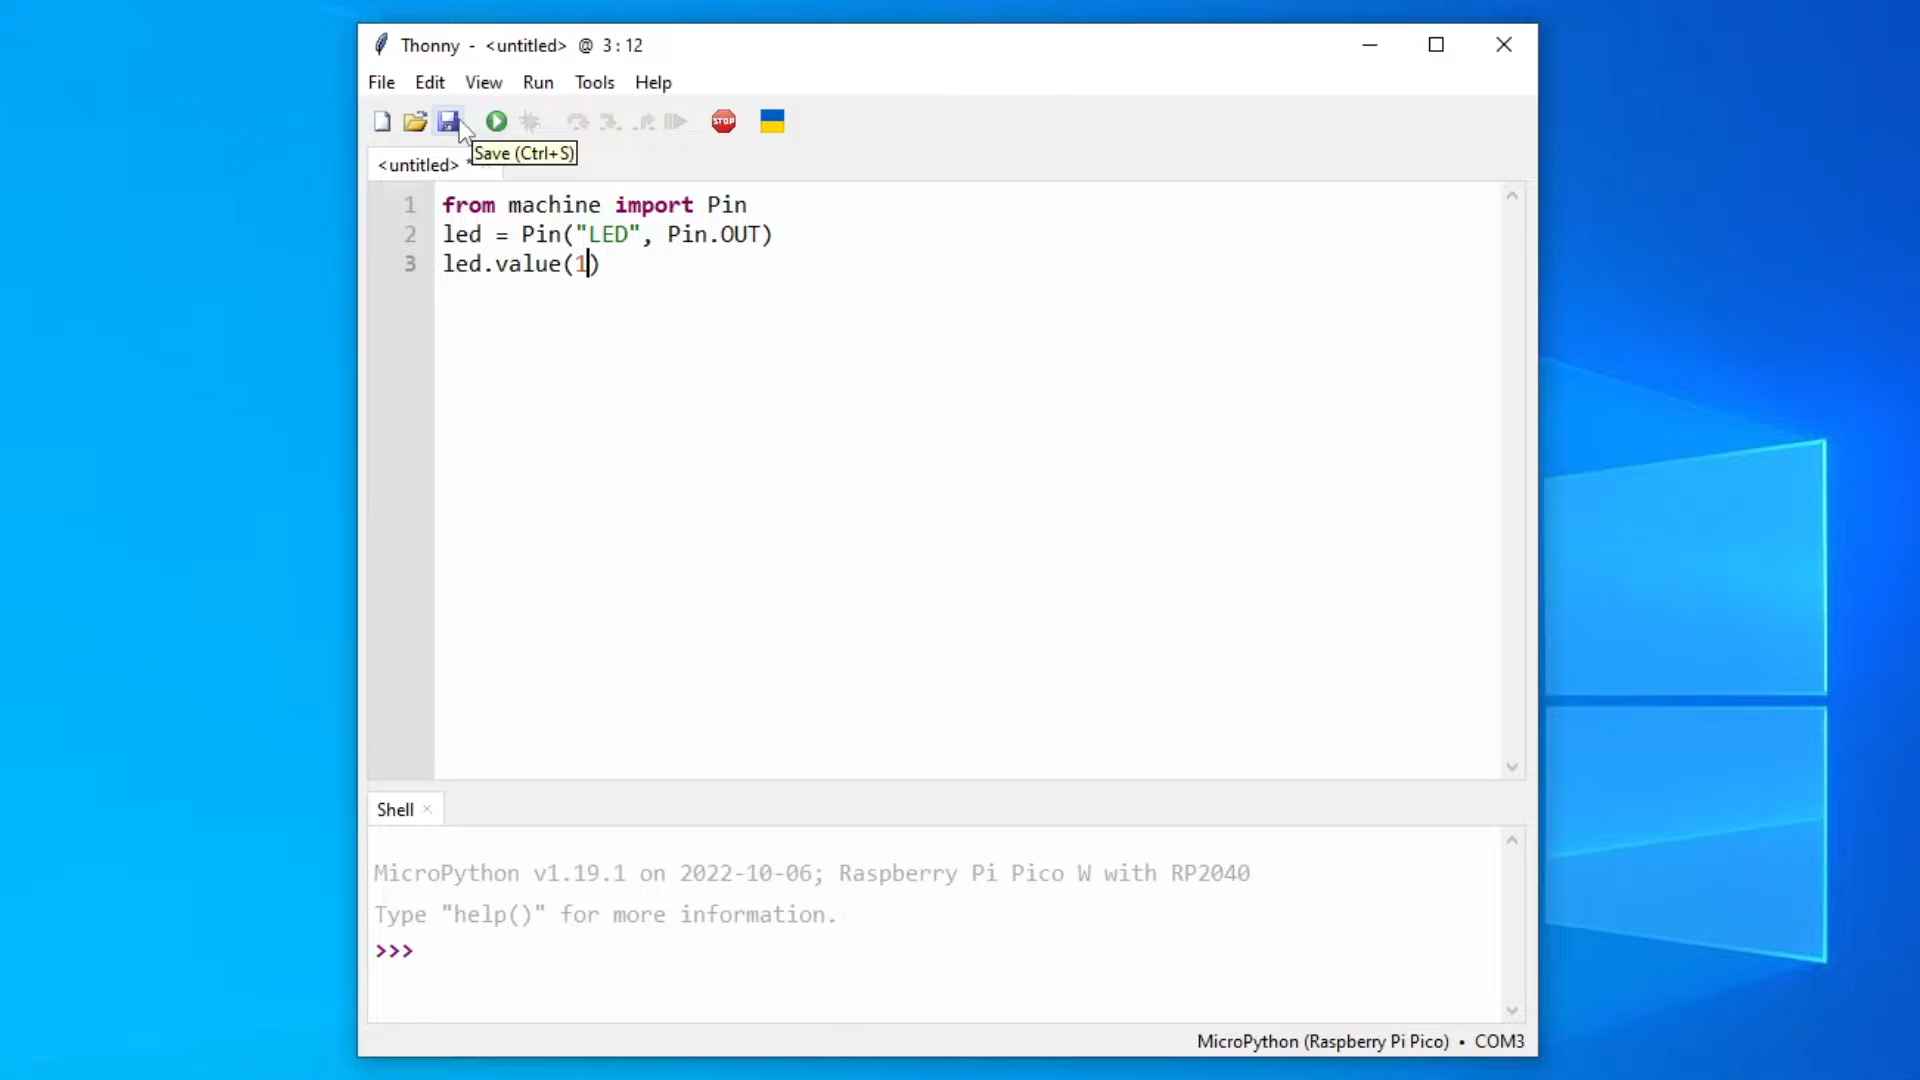 Thonny - <untitled> @ 3:12
File Edit View Run Tools Help
STOP
Save (Ctrl+S)
<untitled> *
1 from machine import Pin
2 led = Pin("LED", Pin.OUT)
3 led.value(1)
Shell
MicroPython v1.19.1 on 2022-10-06; Raspberry Pi Pico W with RP2040
Type "help()" for more information.
>>>
MicroPython (Raspberry Pi Pico) • COM3